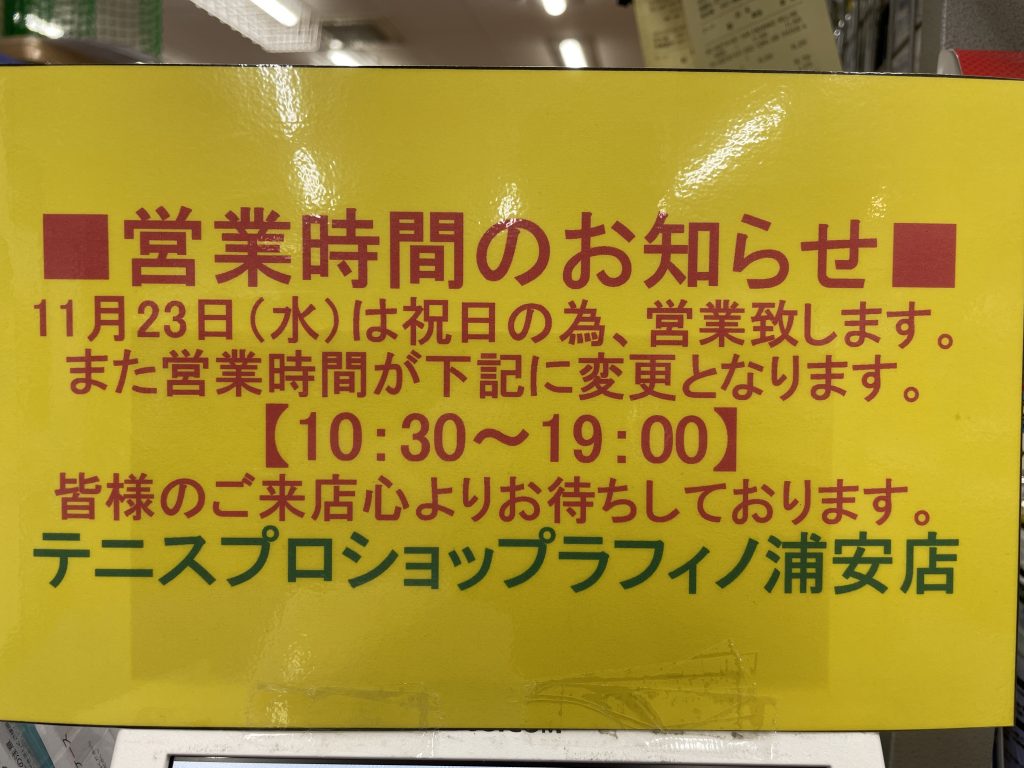 ■営業時間のお知らせ■
11月23日（水）は祝日の為、営業致します。
また営業時間が下記に変更となります。
【10：30～19：00】
皆様のご来店心よりお待ちしております。
テニスプロショップラフィノ浦安店